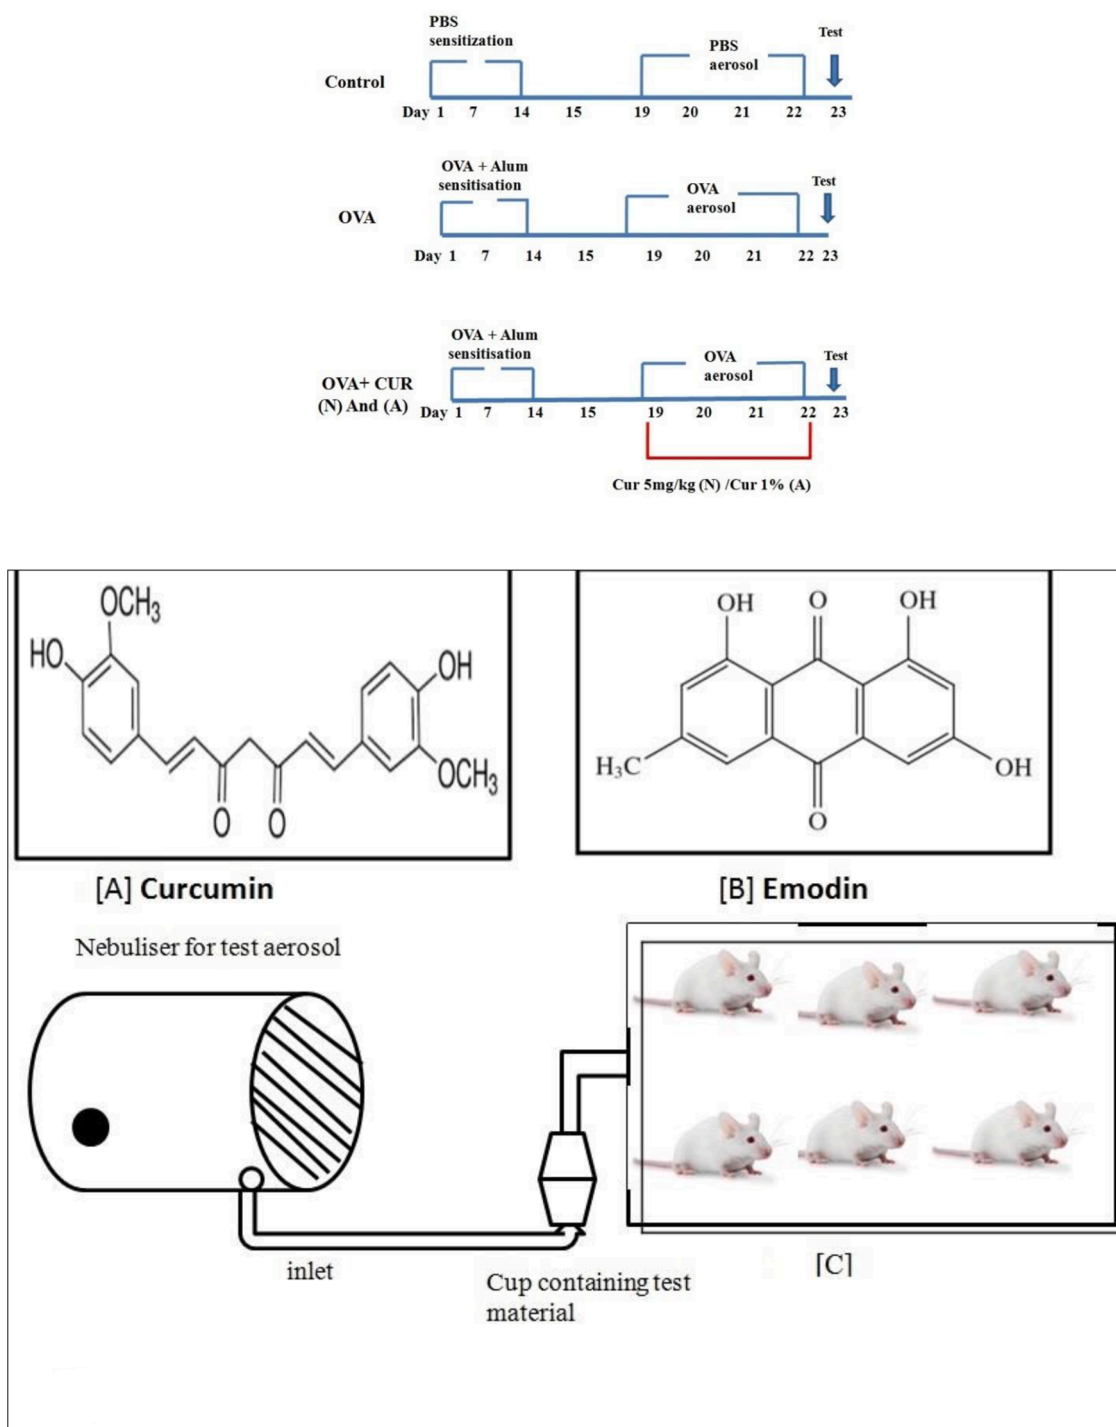 PBS
sensitization
PBS
aerosol
Test
Control
Day 1 7 14 15 19 20 21 22 23
OVA + Alum
sensitisation
OVA
aerosol
Test
OVA
Day 1 7 14 15 19 20 21 22 23
OVA + Alum
sensitisation
OVA
aerosol
Test
OVA+ CUR
(N) And (A)
Day 1 7 14 15 19 20 21 22 23
Cur 5mg/kg (N) /Cur 1% (A)
OCH3
HO
OH
OCH3
O O
OH O OH
H3C
OH
O
[A] Curcumin
[B] Emodin
Nebuliser for test aerosol
inlet
Cup containing test
material
[C]